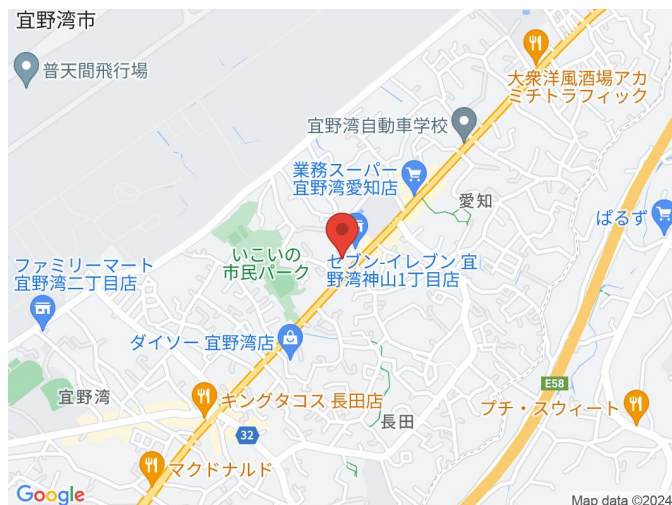 宜野湾市
普天間飛行場
大衆洋風酒場アカ
ミチトラフィック
宜野湾自動車学校
業務スーパー
宜野湾愛知店
愛知
ぱるず
いこいの
市民パーク
セブン-イレブン 宜
野湾神山1丁目店
ファミリーマート
宜野湾二丁目店
ダイソー 宜野湾店
E58
宜野湾
キングタコス 長田店
プチ・スウィート
長田
32
マクドナルド
Google
Map data ©2024